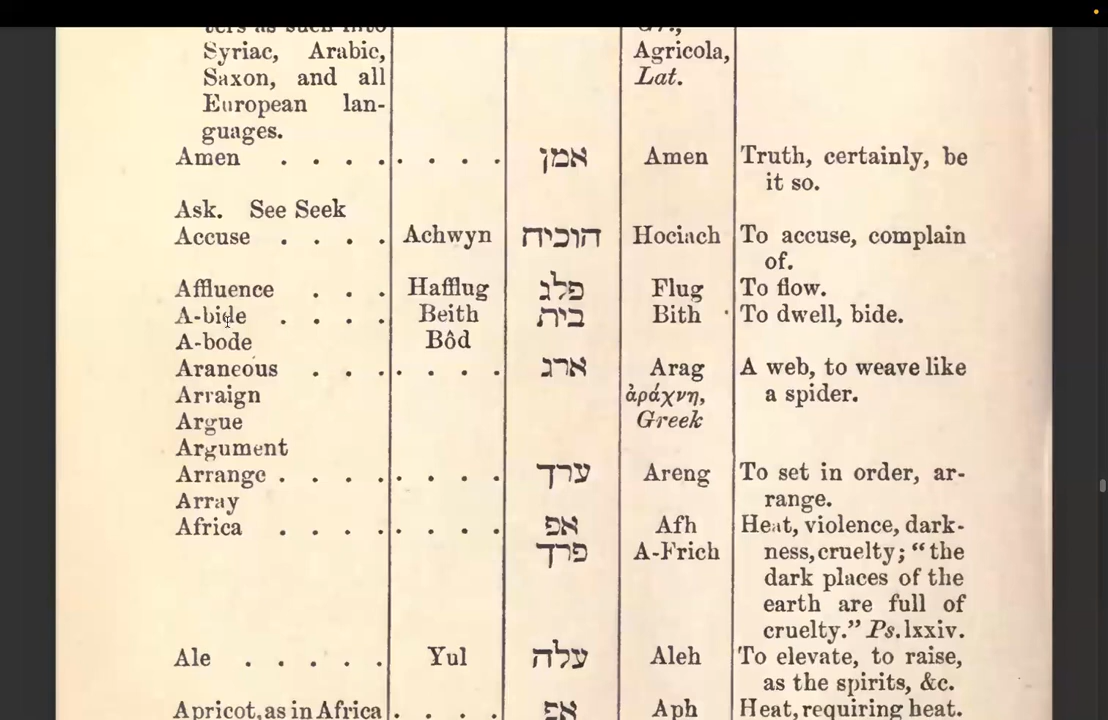 Syriac, Arabic, Agricola,
Saxon, and all Lat.
European lan-
guages.
Amen . . . . . . . . אמן Amen Truth, certainly, be
it so.
Ask. See Seek
Accuse . . . . Achwyn הוכיח Hociach To accuse, complain
of.
Affluence . . . Hafflug פלג Flug To flow.
A-bide . . . . Beith בית Bith To dwell, bide.
A-bode Bôd
Araneous . . . . . . . ארג Arag A web, to weave like
Arraign ἀράχνη, a spider.
Argue Greek
Argument
Arrange . . . . . . . . ערך Areng To set in order, ar-
Array range.
Africa . . . . . . . . אפ Afh Heat, violence, dark-
פרך A-Frich ness, cruelty; “the
dark places of the
earth are full of
cruelty.” Ps. lxxiv.
Ale . . . . . Yul עלה Aleh To elevate, to raise,
as the spirits, &c.
Apricot, as in Africa . . . . אפ Aph Heat, requiring heat.